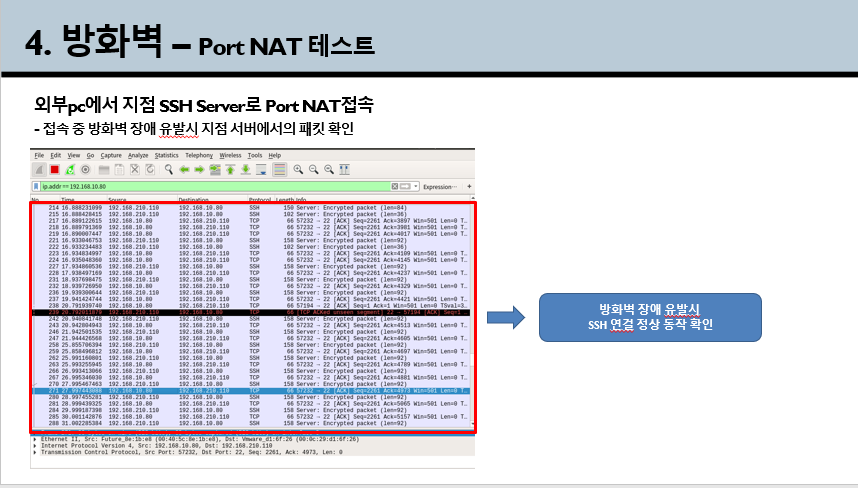 4. 방화벽 – Port NAT 테스트
외부pc에서 지점 SSH Server로 Port NAT접속
- 접속 중 방화벽 장애 유발시 지점 서버에서의 패킷 확인
File Edit View Go Capture Analyze Statistics Telephony Wireless Tools Help
ip.addr == 192.168.10.80 Expression… +
No. Time Source Destination Protocol Length Info
214 16.888231099 192.168.210.110 192.168.10.80 SSH 150 Server: Encrypted packet (len=84)
215 16.888428415 192.168.210.110 192.168.10.80 SSH 102 Server: Encrypted packet (len=36)
217 16.889122615 192.168.10.80 192.168.210.110 TCP 66 57232 → 22 [ACK] Seq=2261 Ack=3897 Win=501 Len=0 T…
218 16.889791369 192.168.10.80 192.168.210.110 TCP 66 57232 → 22 [ACK] Seq=2261 Ack=3981 Win=501 Len=0 T…
219 16.890007447 192.168.10.80 192.168.210.110 TCP 66 57232 → 22 [ACK] Seq=2261 Ack=4017 Win=501 Len=0 T…
221 16.933046753 192.168.210.110 192.168.10.80 SSH 158 Server: Encrypted packet (len=92)
222 16.933234483 192.168.210.110 192.168.10.80 SSH 102 Server: Encrypted packet (len=36)
223 16.934834997 192.168.10.80 192.168.210.110 TCP 66 57232 → 22 [ACK] Seq=2261 Ack=4109 Win=501 Len=0 T…
224 16.935048360 192.168.10.80 192.168.210.110 TCP 66 57232 → 22 [ACK] Seq=2261 Ack=4145 Win=501 Len=0 T…
227 17.934860536 192.168.210.110 192.168.10.80 SSH 158 Server: Encrypted packet (len=92)
228 17.938497169 192.168.10.80 192.168.210.110 TCP 66 57232 → 22 [ACK] Seq=2261 Ack=4237 Win=501 Len=0 T…
231 18.937698475 192.168.210.110 192.168.10.80 SSH 158 Server: Encrypted packet (len=92)
232 18.939726950 192.168.10.80 192.168.210.110 TCP 66 57232 → 22 [ACK] Seq=2261 Ack=4329 Win=501 Len=0 T…
236 19.939300644 192.168.210.110 192.168.10.80 SSH 158 Server: Encrypted packet (len=92)
237 19.941424744 192.168.10.80 192.168.210.110 TCP 66 57232 → 22 [ACK] Seq=2261 Ack=4421 Win=501 Len=0 T…
238 20.791939740 192.168.10.80 192.168.210.110 TCP 66 57194 → 22 [ACK] Seq=1 Ack=1 Win=501 Len=0 TSval=3…
239 20.792011879 192.168.210.110 192.168.10.80 TCP 66 [TCP ACKed unseen segment] 22 → 57194 [ACK] Seq=1 …
242 20.940841748 192.168.210.110 192.168.10.80 SSH 158 Server: Encrypted packet (len=92)
243 20.942804943 192.168.10.80 192.168.210.110 TCP 66 57232 → 22 [ACK] Seq=2261 Ack=4513 Win=501 Len=0 T…
246 21.942501535 192.168.210.110 192.168.10.80 SSH 158 Server: Encrypted packet (len=92)
247 21.944426568 192.168.10.80 192.168.210.110 TCP 66 57232 → 22 [ACK] Seq=2261 Ack=4605 Win=501 Len=0 T…
258 25.855706394 192.168.210.110 192.168.10.80 SSH 158 Server: Encrypted packet (len=92)
259 25.858496812 192.168.10.80 192.168.210.110 TCP 66 57232 → 22 [ACK] Seq=2261 Ack=4697 Win=501 Len=0 T…
262 25.991160801 192.168.210.110 192.168.10.80 SSH 158 Server: Encrypted packet (len=92)
263 25.993255945 192.168.10.80 192.168.210.110 TCP 66 57232 → 22 [ACK] Seq=2261 Ack=4789 Win=501 Len=0 T…
266 26.993413066 192.168.210.110 192.168.10.80 SSH 158 Server: Encrypted packet (len=92)
267 26.995346030 192.168.10.80 192.168.210.110 TCP 66 57232 → 22 [ACK] Seq=2261 Ack=4881 Win=501 Len=0 T…
270 27.995467463 192.168.210.110 192.168.10.80 SSH 158 Server: Encrypted packet (len=92)
271 27.997443088 192.168.10.80 192.168.210.110 TCP 66 57232 → 22 [ACK] Seq=2261 Ack=4973 Win=501 Len=0 T…
280 28.997455281 192.168.210.110 192.168.10.80 SSH 158 Server: Encrypted packet (len=92)
281 28.999439325 192.168.10.80 192.168.210.110 TCP 66 57232 → 22 [ACK] Seq=2261 Ack=5065 Win=501 Len=0 T…
284 29.999187398 192.168.210.110 192.168.10.80 SSH 158 Server: Encrypted packet (len=92)
285 30.001142876 192.168.10.80 192.168.210.110 TCP 66 57232 → 22 [ACK] Seq=2261 Ack=5157 Win=501 Len=0 T…
288 31.002285384 192.168.210.110 192.168.10.80 SSH 158 Server: Encrypted packet (len=92)
Ethernet II, Src: Future_8e:1b:e8 (00:40:5c:8e:1b:e8), Dst: Vmware_d1:6f:26 (00:0c:29:d1:6f:26)
Internet Protocol Version 4, Src: 192.168.10.80, Dst: 192.168.210.110
Transmission Control Protocol, Src Port: 57232, Dst Port: 22, Seq: 2261, Ack: 4973, Len: 0
방화벽 장애 유발시
SSH 연결 정상 동작 확인